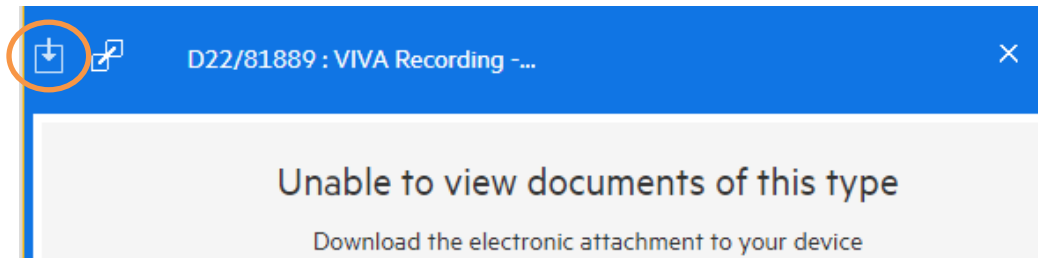 D22/81889 : VIVA Recording -...
Unable to view documents of this type
Download the electronic attachment to your device